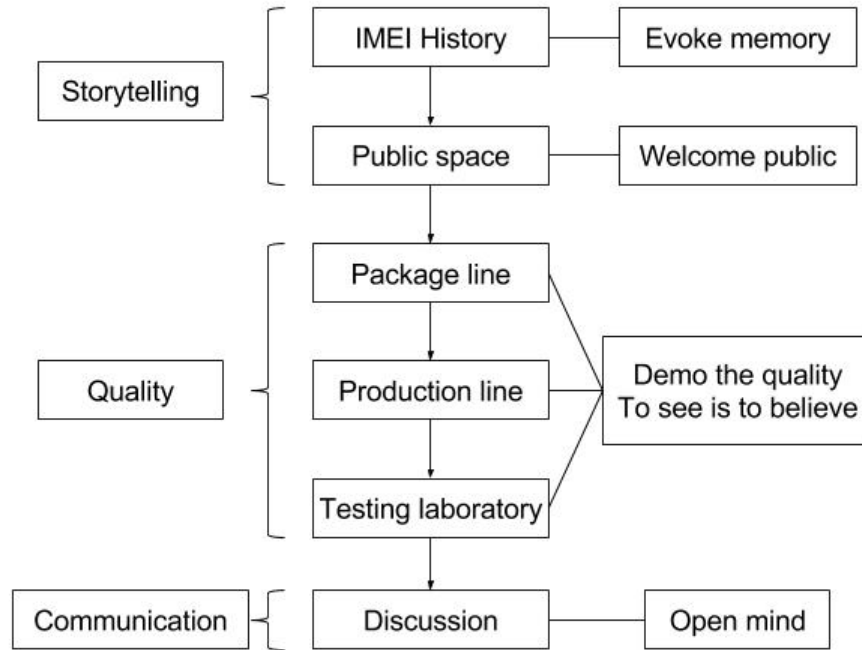 IMEI History
Evoke memory
Storytelling
Public space
Welcome public
Package line
Quality
Production line
Demo the quality
To see is to believe
Testing laboratory
Communication
Discussion
Open mind